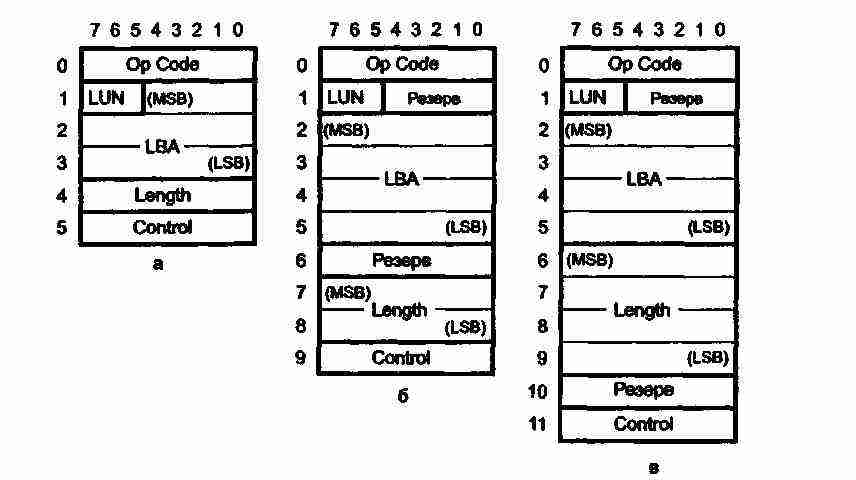 7 6 5 4 3 2 1 0
0 Op Code
1 LUN (MSB)
2
LBA
3 (LSB)
4 Length
5 Control
а
7 6 5 4 3 2 1 0
0 Op Code
1 LUN Резерв
2 (MSB)
3
LBA
4
5 (LSB)
6 Резерв
7 (MSB)
Length
8 (LSB)
9 Control
б
7 6 5 4 3 2 1 0
0 Op Code
1 LUN Резерв
2 (MSB)
3
LBA
4
5 (LSB)
6 (MSB)
7
Length
8
9 (LSB)
10 Резерв
11 Control
в